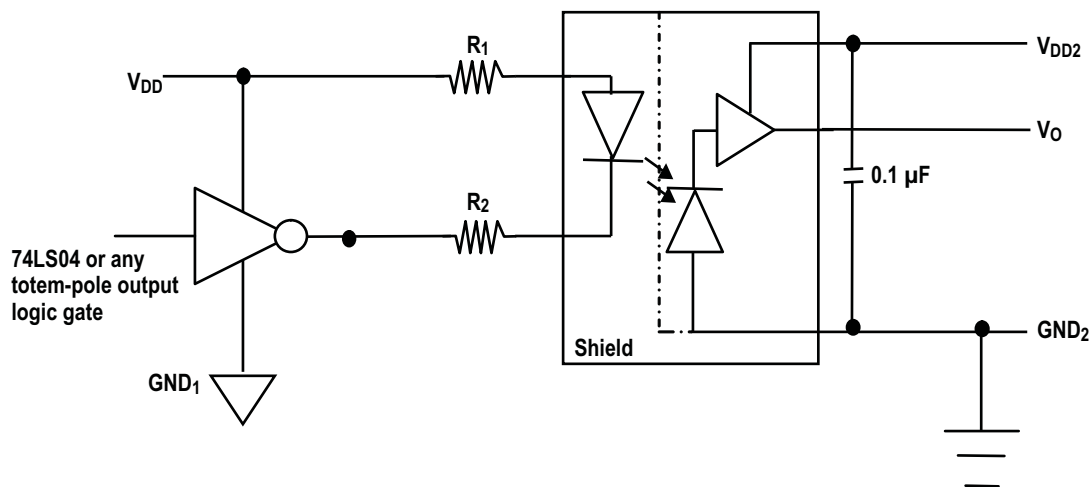 R₁
V_DD
V_DD2
V_O
0.1 µF
R₂
74LS04 or any
totem-pole output
logic gate
GND₂
Shield
GND₁